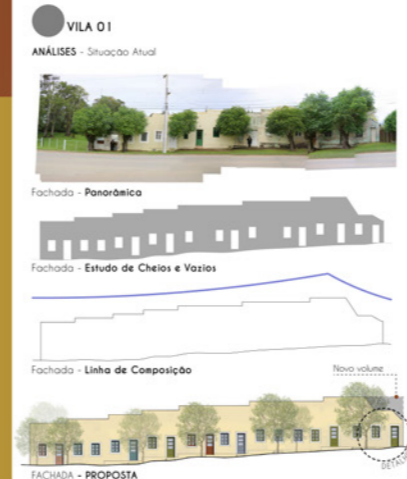 VILA 01
ANÁLISES - Situação Atual
Fachada - Panorâmica
Fachada - Estudo de Cheios e Vazios
Fachada - Linha de Composição
Novo volume
DETALHE
FACHADA - PROPOSTA